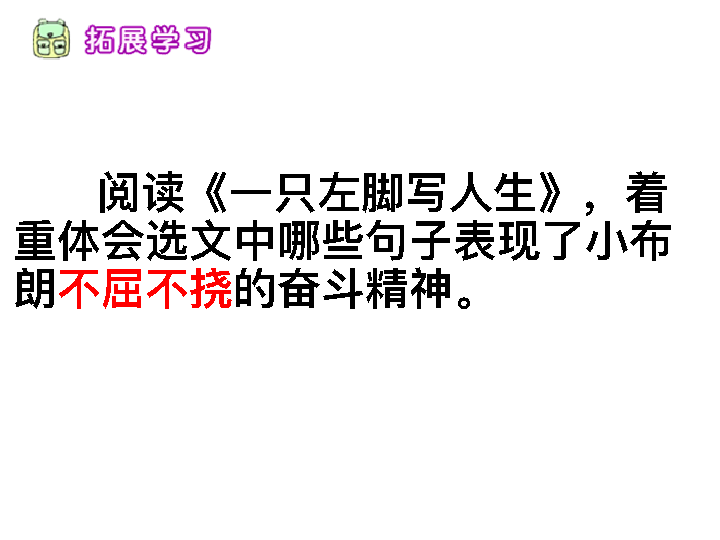 拓展学习
阅读《一只左脚写人生》，着
重体会选文中哪些句子表现了小布
朗不屈不挠的奋斗精神。